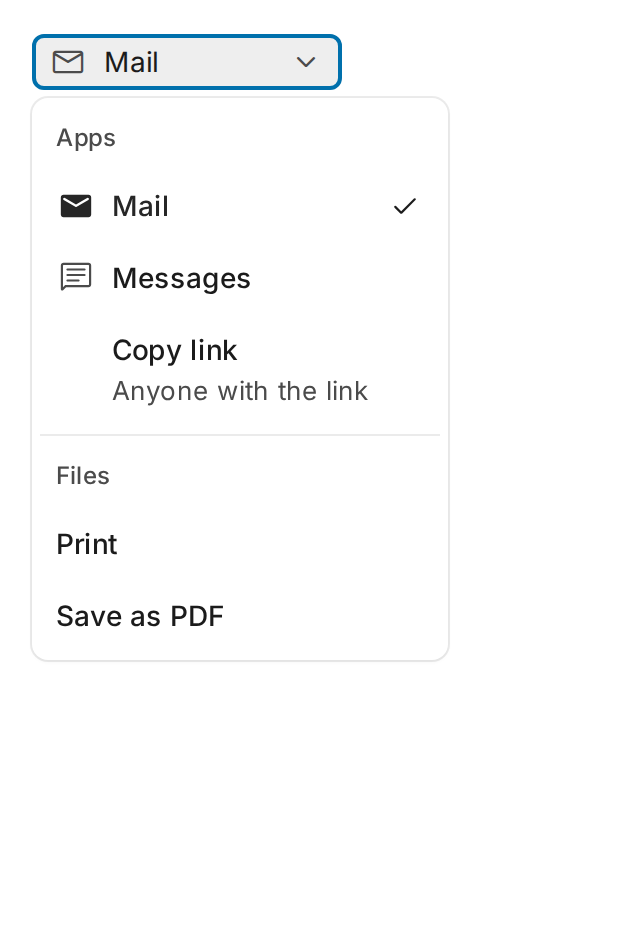 Mail
Apps
Mail
Messages
Copy link
Anyone with the link
Files
Print
Save as PDF